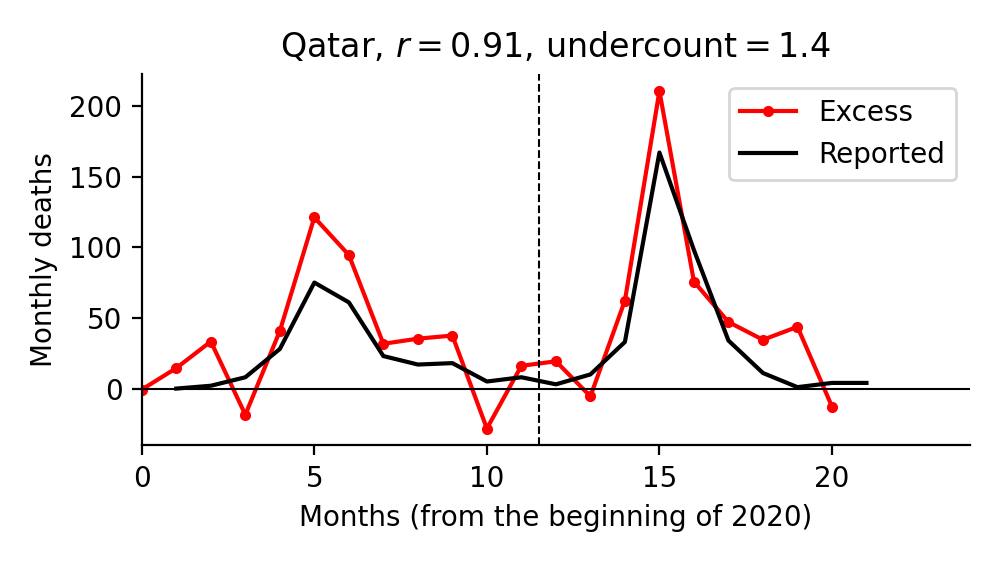 Qatar, r = 0.91, undercount = 1.4
Excess
Reported
Monthly deaths
200
150
100
50
0
0 5 10 15 20
Months (from the beginning of 2020)